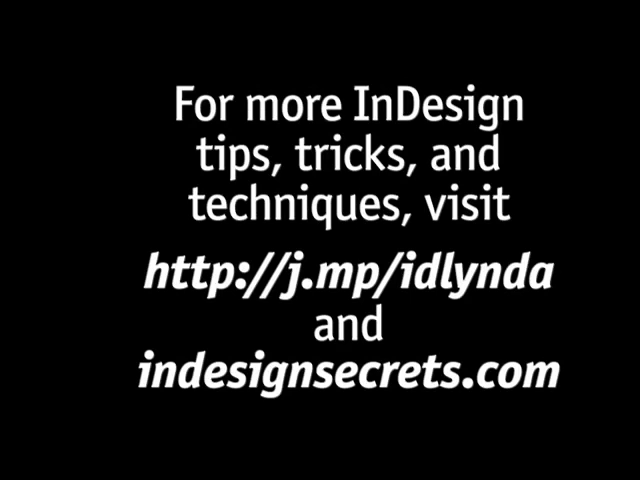 For more InDesign
tips, tricks, and
techniques, visit
http://j.mp/idlynda
and
indesignsecrets.com